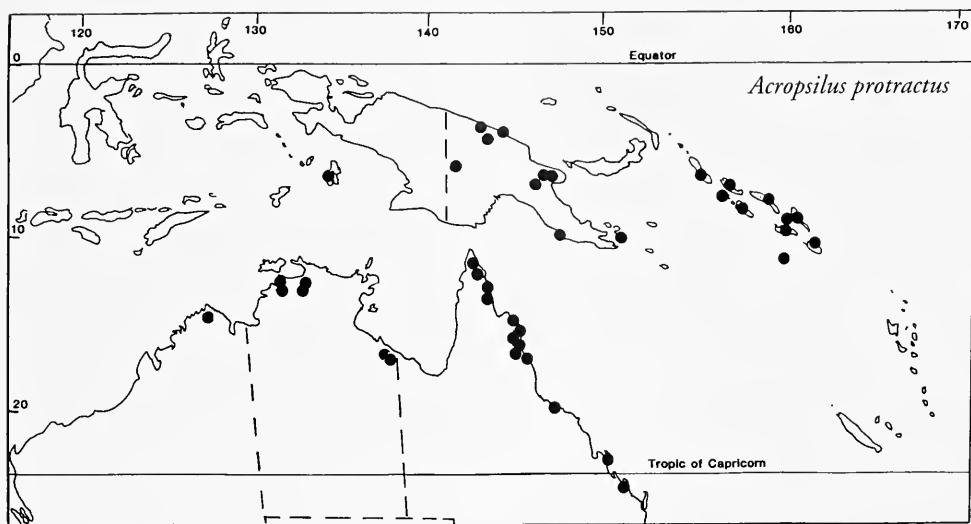 120 130 140 150 160 170
0
Equator
Acropsilus protractus
10
20
Tropic of Capricorn